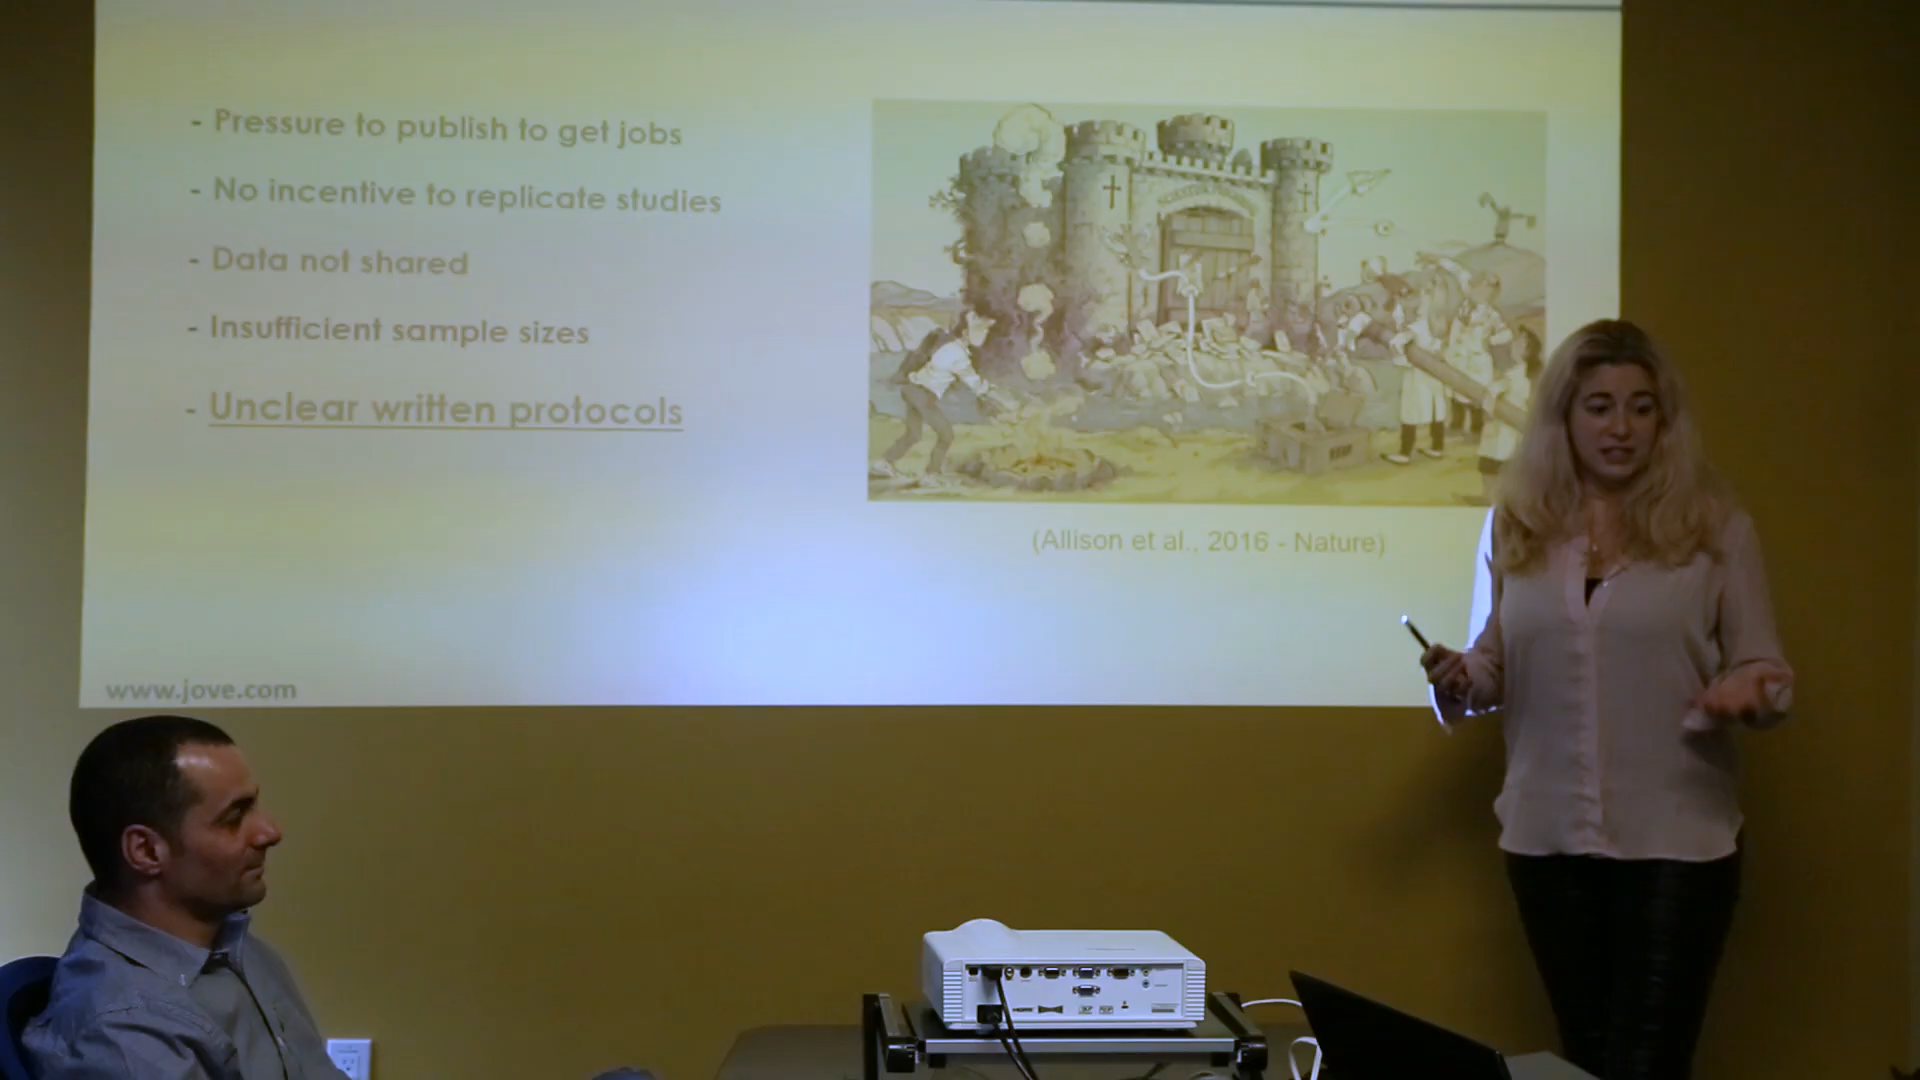 - Pressure to publish to get jobs
- No incentive to replicate studies
- Data not shared
- Insufficient sample sizes
- Unclear written protocols
(Allison et al., 2016 - Nature)
www.jove.com